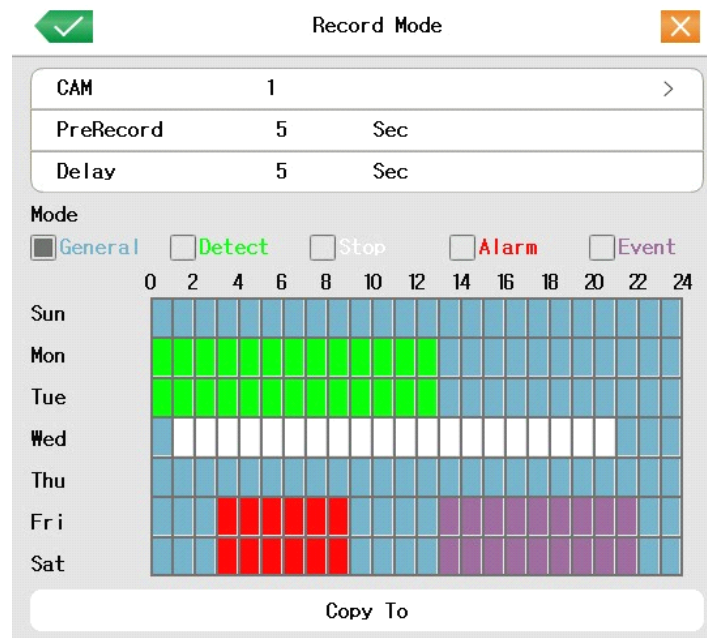 Record Mode
CAM 1 >
PreRecord 5 Sec
Delay 5 Sec
Mode
General Detect Stop Alarm Event
0 2 4 6 8 10 12 14 16 18 20 22 24
Sun
Mon
Tue
Wed
Thu
Fri
Sat
Copy To